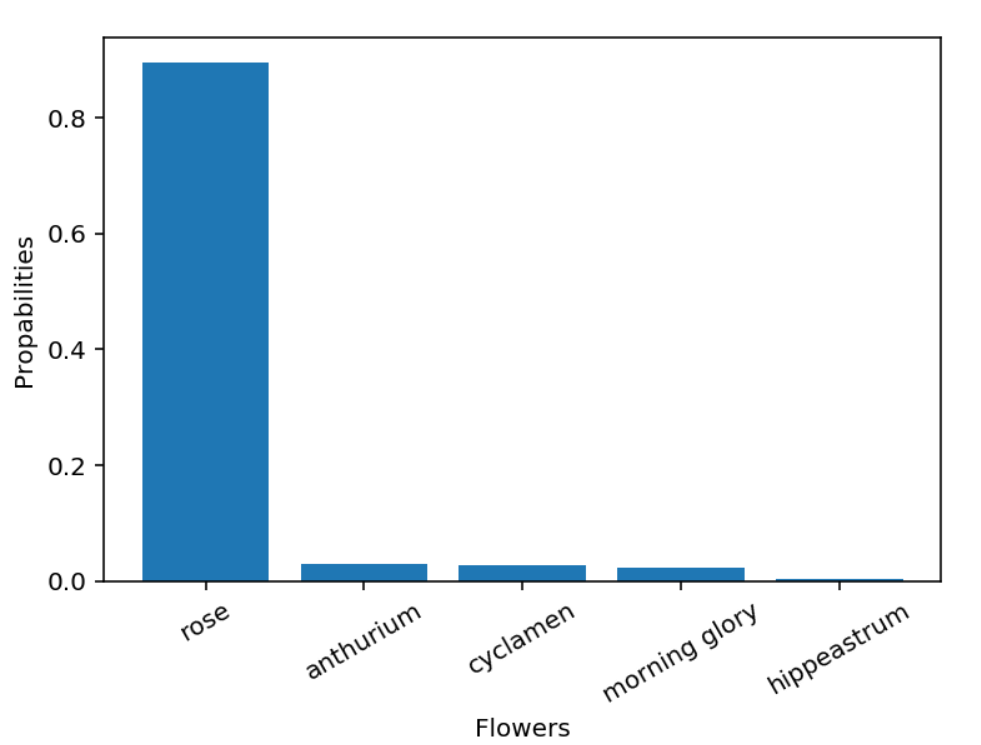 Propabilities
0.8
0.6
0.4
0.2
0.0
rose
anthurium
cyclamen
morning glory
hippeastrum
Flowers